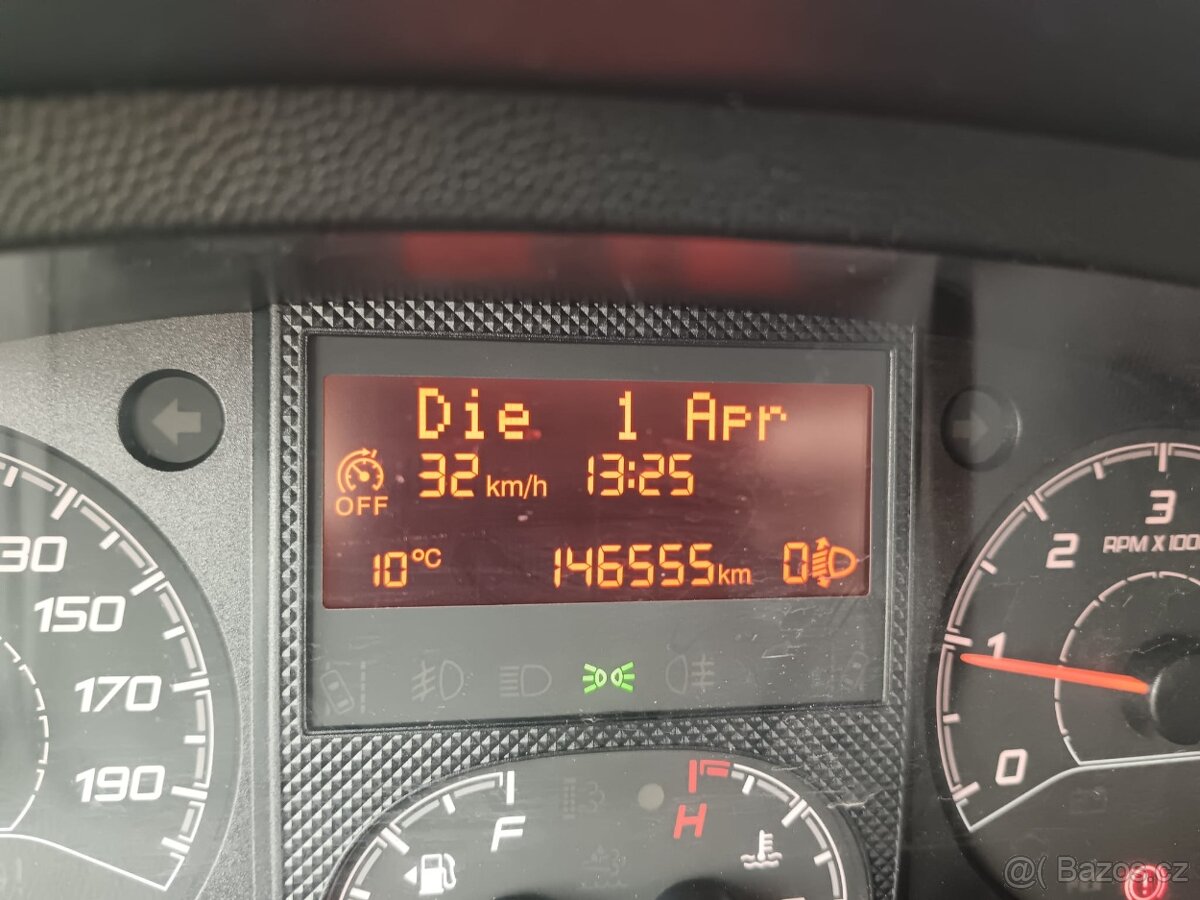 Die 1 Apr
OFF 32 km/h 13:25
10°C 146555 km 0
30
150
170
190
3
2
RPM X 100
1
0
F
H
@( Bazos.cz